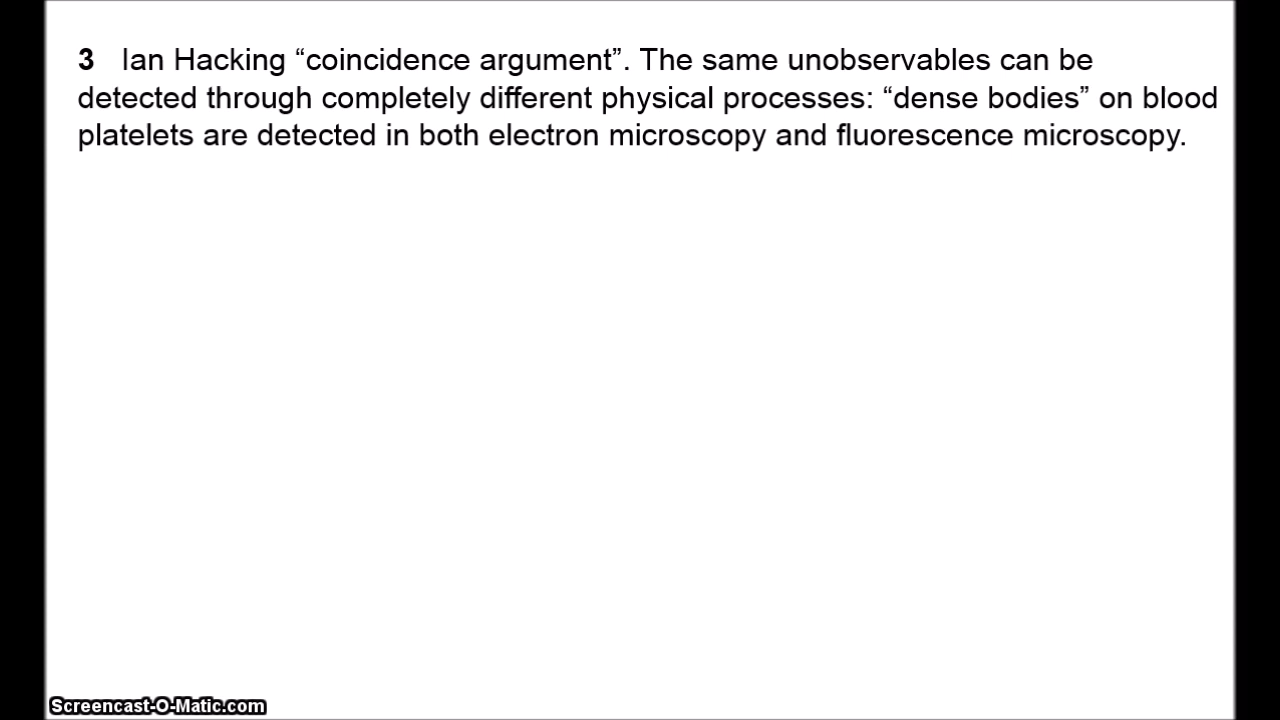 3 Ian Hacking “coincidence argument”. The same unobservables can be
detected through completely different physical processes: “dense bodies” on blood
platelets are detected in both electron microscopy and fluorescence microscopy.
Screencast-O-Matic.com